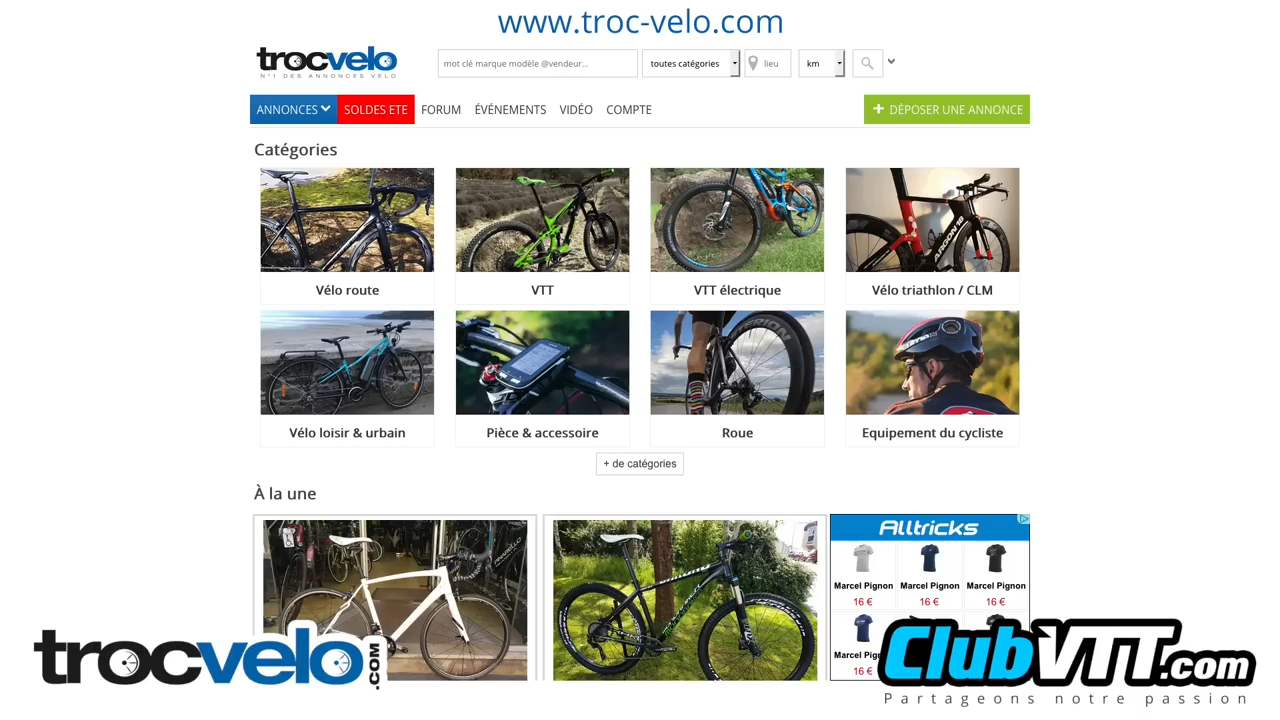 www.troc-velo.com
trocvelo
N°1 DES ANNONCES VELO
mot clé marque modèle @vendeur...
toutes catégories
lieu
km
ANNONCES
SOLDES ETE
FORUM
ÉVÉNEMENTS
VIDÉO
COMPTE
+ DÉPOSER UNE ANNONCE
Catégories
ARGON 18
Vélo route
VTT
VTT électrique
Vélo triathlon / CLM
Vélo loisir & urbain
Pièce & accessoire
Roue
Equipement du cycliste
+ de catégories
À la une
Alltricks
Marcel Pignon
Marcel Pignon
Marcel Pignon
16 €
16 €
16 €
16 €
trocvelo.COM
ClubVTT.com
Partageons notre passion